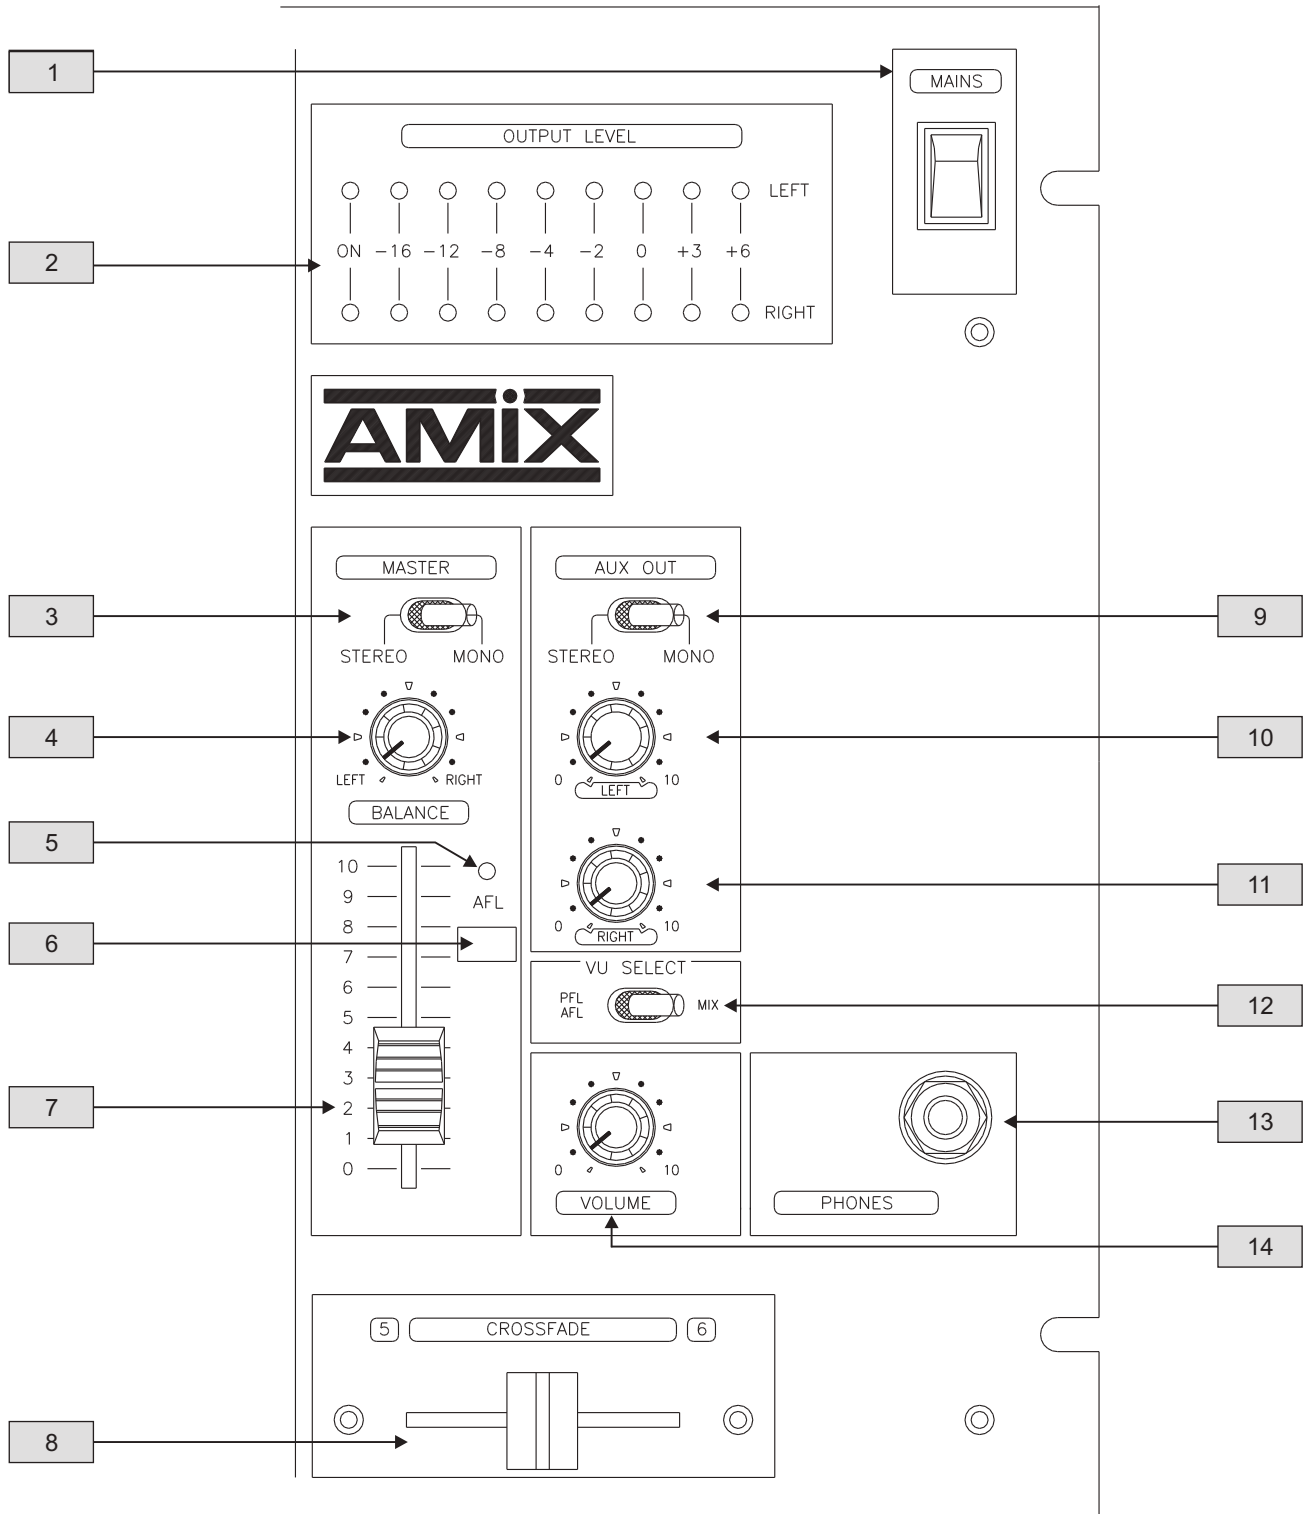 1
MAINS
OUTPUT LEVEL
LEFT
2
ON -16 -12 -8 -4 -2 0 +3 +6
RIGHT
AMiX
MASTER
AUX OUT
3
9
STEREO MONO
STEREO MONO
4
10
LEFT RIGHT
0 10
LEFT
BALANCE
5
10
9
8
7
6
5
4
3
2
1
0
AFL
6
7
11
0 10
RIGHT
VU SELECT
PFL
AFL
MIX
12
13
0 10
VOLUME
PHONES
14
5 CROSSFADE 6
8